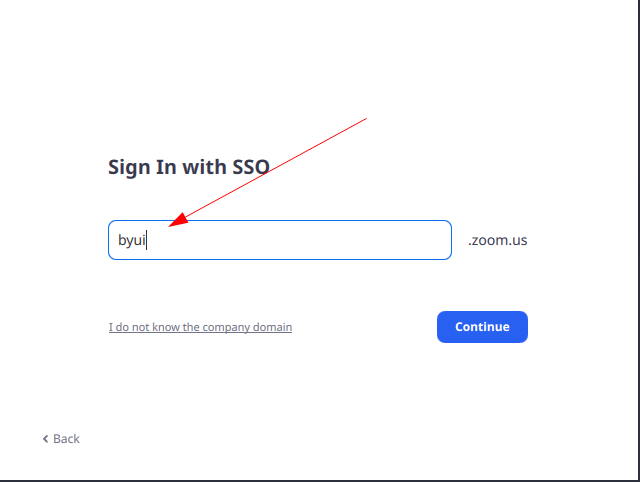 Sign In with SSO
byui
.zoom.us
I do not know the company domain
Continue
Back